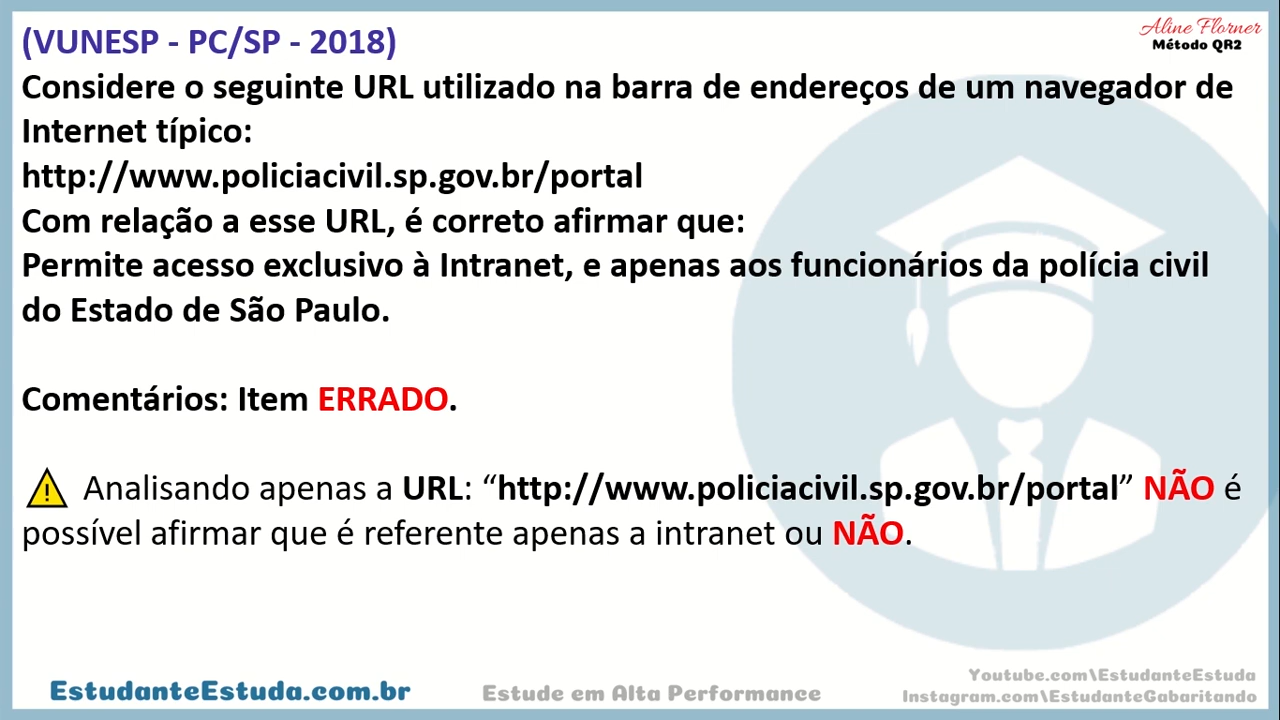 (VUNESP - PC/SP - 2018)
Aline Florner
Método QR2
Considere o seguinte URL utilizado na barra de endereços de um navegador de
Internet típico:
http://www.policiacivil.sp.gov.br/portal
Com relação a esse URL, é correto afirmar que:
Permite acesso exclusivo à Intranet, e apenas aos funcionários da polícia civil
do Estado de São Paulo.
Comentários: Item ERRADO.
Analisando apenas a URL: “http://www.policiacivil.sp.gov.br/portal” NÃO é
possível afirmar que é referente apenas a intranet ou NÃO.
EstudanteEstuda.com.br
Estude em Alta Performance
Youtube.com\EstudanteEstuda
Instagram.com\EstudanteGabaritando